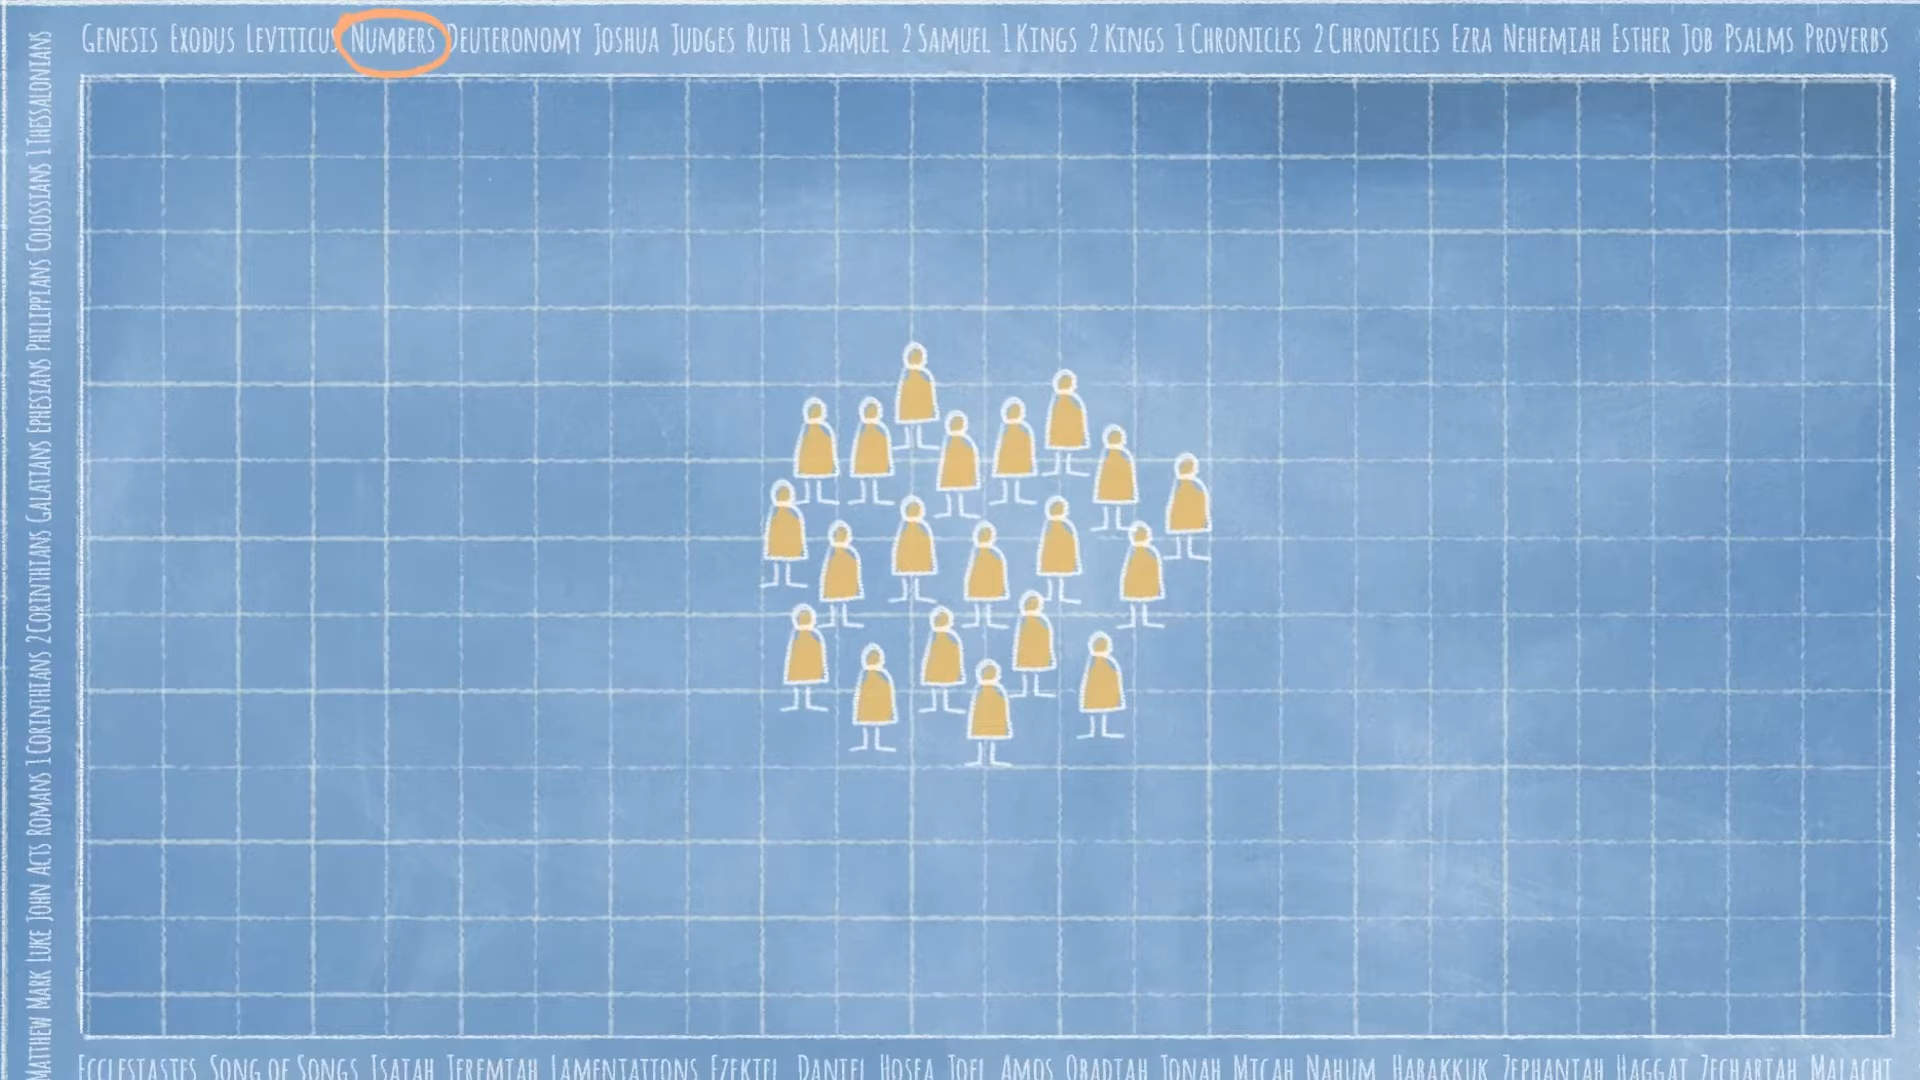 Genesis Exodus Leviticus Numbers Deuteronomy Joshua Judges Ruth 1 Samuel 2 Samuel 1 Kings 2 Kings 1 Chronicles 2 Chronicles Ezra Nehemiah Esther Job Psalms Proverbs
Matthew Mark Luke John Acts Romans 1 Corinthians 2 Corinthians Galatians Ephesians Philippians Colossians 1 Thessalonians
Ecclesiastes Song of Songs Isaiah Jeremiah Lamentations Ezekiel Daniel Hosea Joel Amos Obadiah Jonah Micah Nahum Habakkuk Zephaniah Haggai Zechariah Malachi